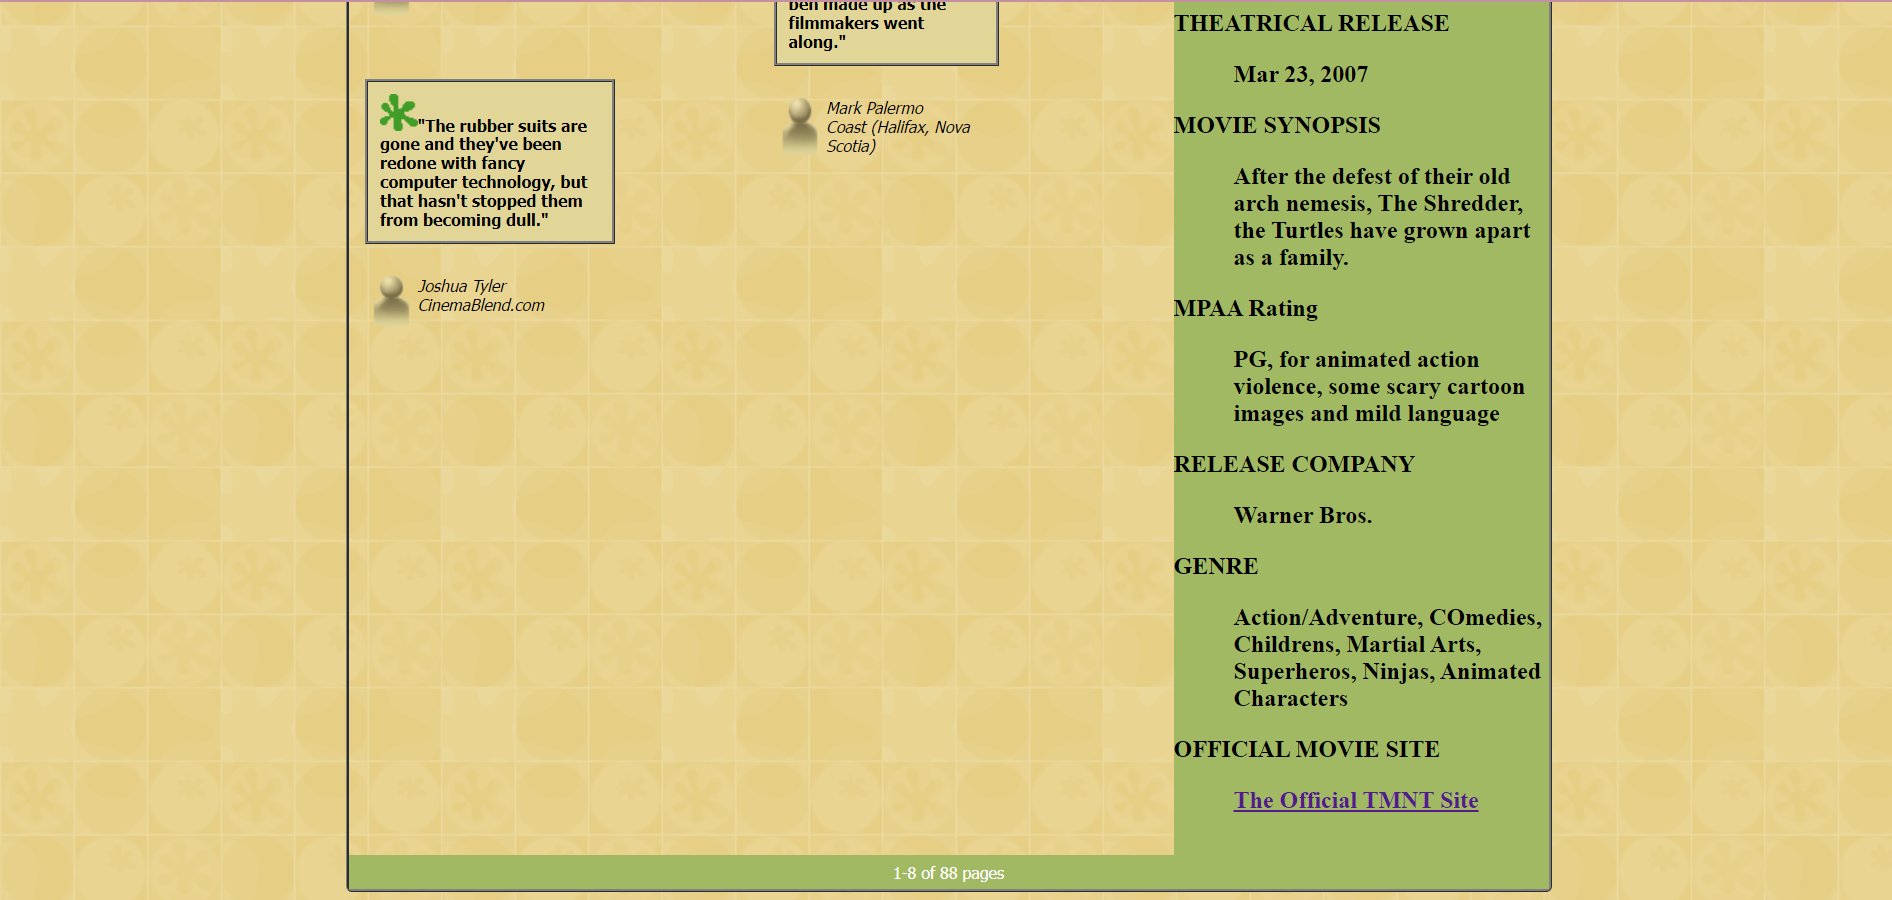 ben made up as the
filmmakers went
along."
Mark Palermo
Coast (Halifax, Nova
Scotia)
"The rubber suits are
gone and they've been
redone with fancy
computer technology, but
that hasn't stopped them
from becoming dull."
Joshua Tyler
CinemaBlend.com
THEATRICAL RELEASE
Mar 23, 2007
MOVIE SYNOPSIS
After the defest of their old
arch nemesis, The Shredder,
the Turtles have grown apart
as a family.
MPAA Rating
PG, for animated action
violence, some scary cartoon
images and mild language
RELEASE COMPANY
Warner Bros.
GENRE
Action/Adventure, COmedies,
Childrens, Martial Arts,
Superheros, Ninjas, Animated
Characters
OFFICIAL MOVIE SITE
The Official TMNT Site
1-8 of 88 pages